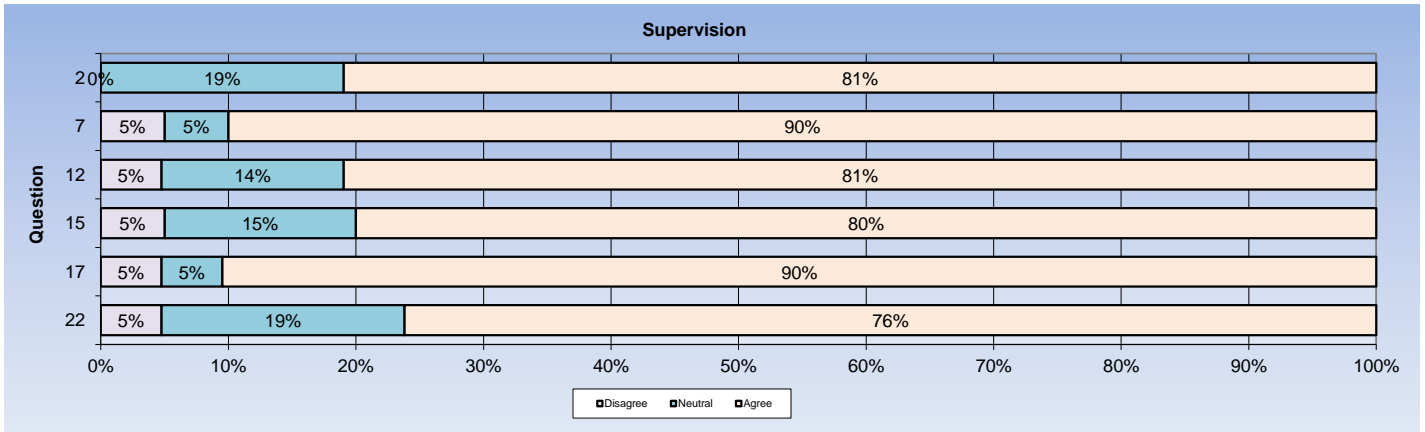 Supervision
2 0% 19% 81%
7 5% 5% 90%
12 5% 14% 81%
15 5% 15% 80%
17 5% 5% 90%
22 5% 19% 76%
Question
0% 10% 20% 30% 40% 50% 60% 70% 80% 90% 100%
Disagree Neutral Agree